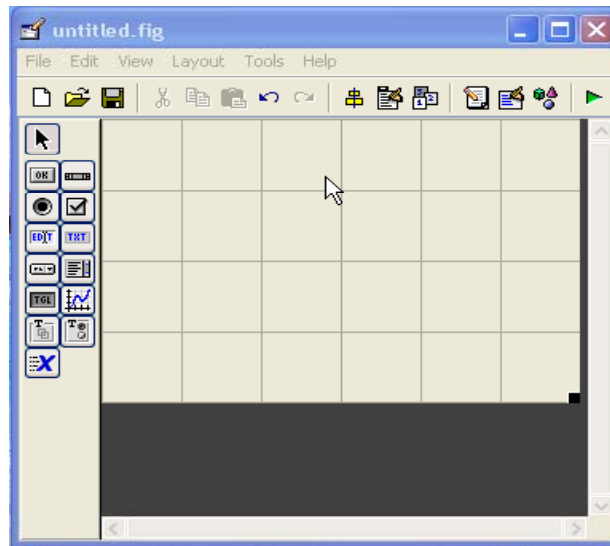 untitled.fig
File Edit View Layout Tools Help
OK
EDIT TXT
TGL
T T
X